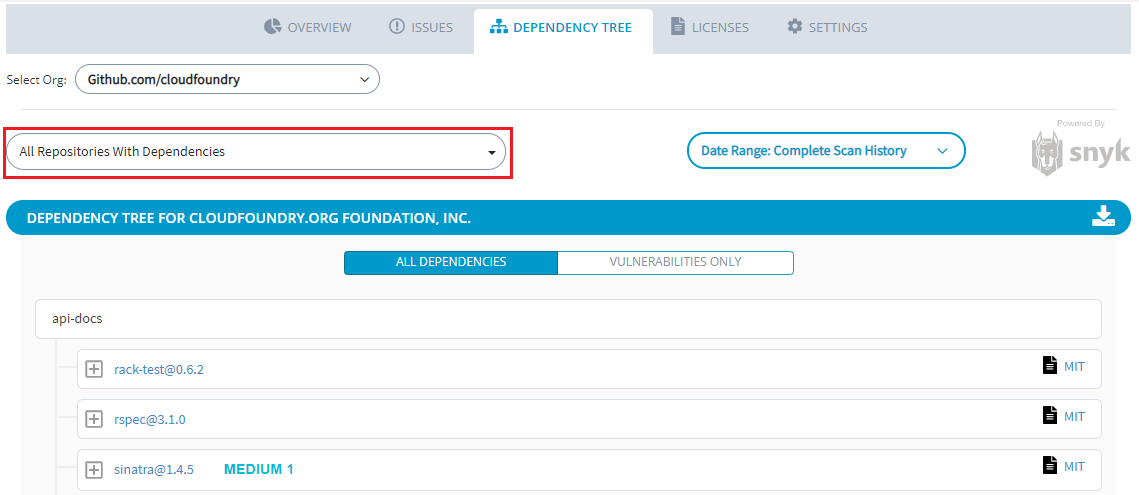 OVERVIEW ISSUES DEPENDENCY TREE LICENSES SETTINGS
Select Org: Github.com/cloudfoundry
All Repositories With Dependencies
Date Range: Complete Scan History
Powered By
snyk
DEPENDENCY TREE FOR CLOUDFOUNDRY.ORG FOUNDATION, INC.
ALL DEPENDENCIES VULNERABILITIES ONLY
api-docs
rack-test@0.6.2 MIT
rspec@3.1.0 MIT
sinatra@1.4.5 MEDIUM 1 MIT